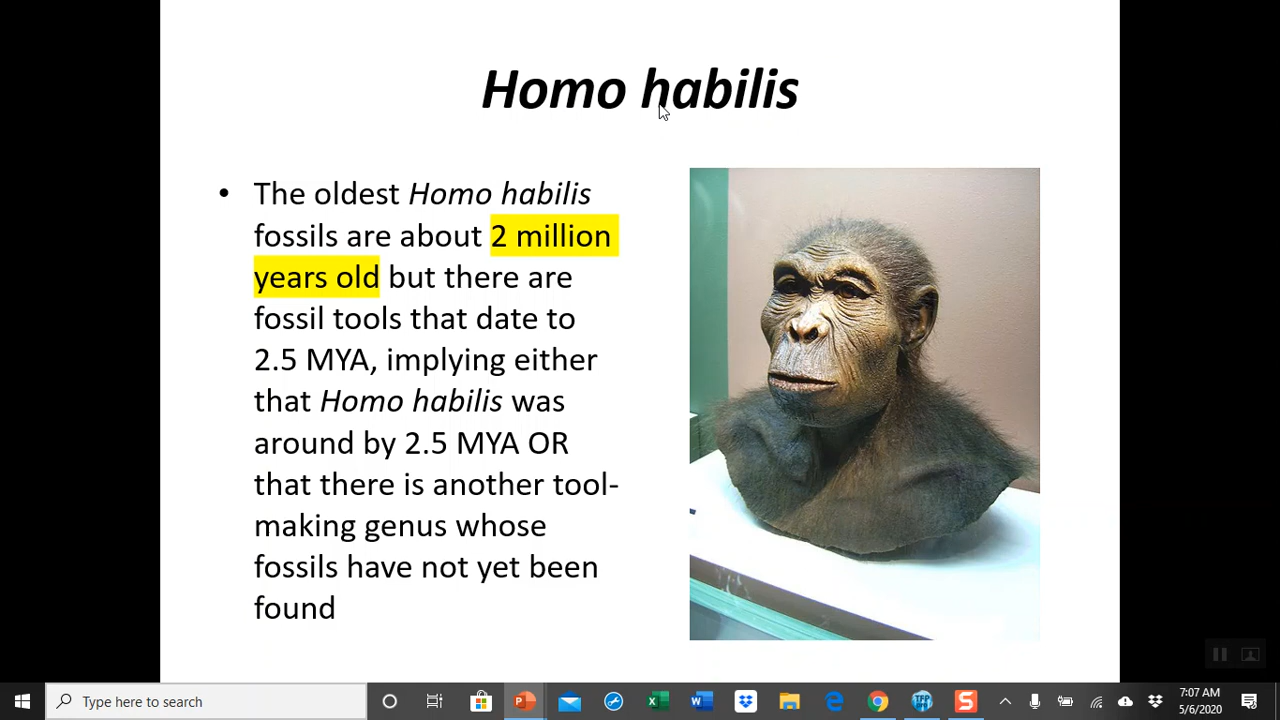 Homo habilis
• The oldest Homo habilis
fossils are about 2 million
years old but there are
fossil tools that date to
2.5 MYA, implying either
that Homo habilis was
around by 2.5 MYA OR
that there is another tool-
making genus whose
fossils have not yet been
found
Type here to search
7:07 AM
5/6/2020